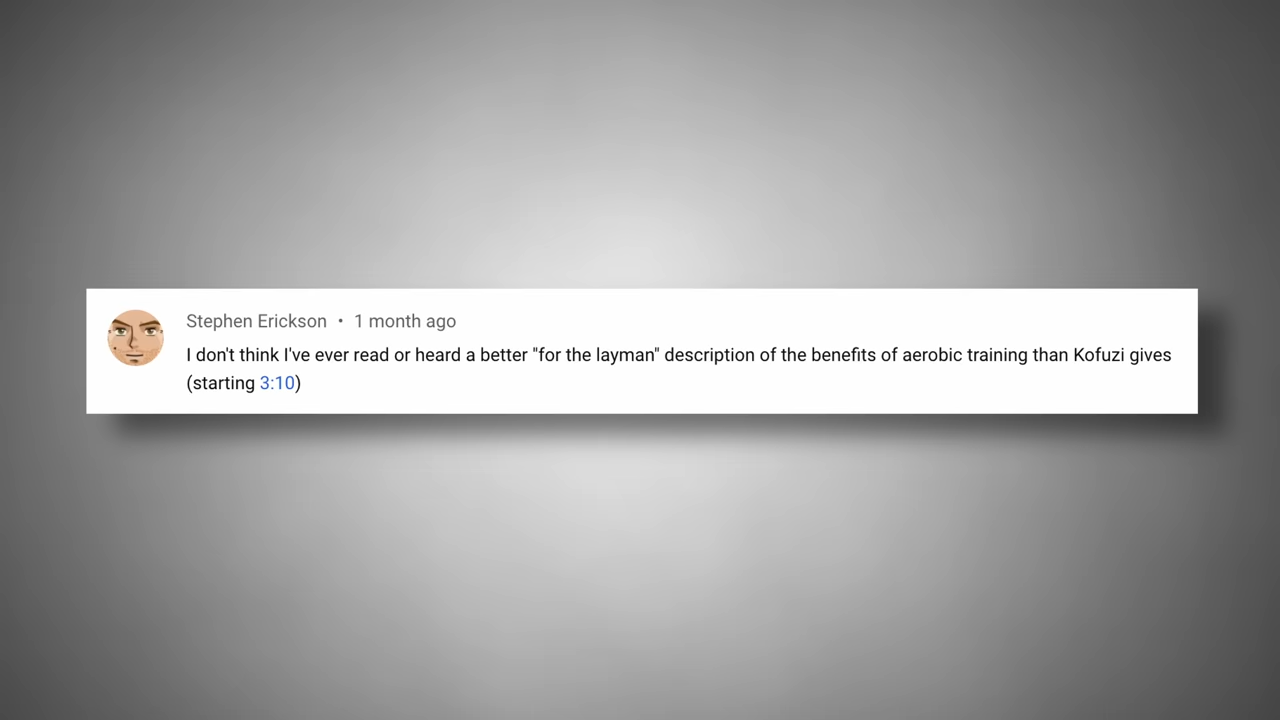 Stephen Erickson • 1 month ago
I don't think I've ever read or heard a better "for the layman" description of the benefits of aerobic training than Kofuzi gives
(starting 3:10)